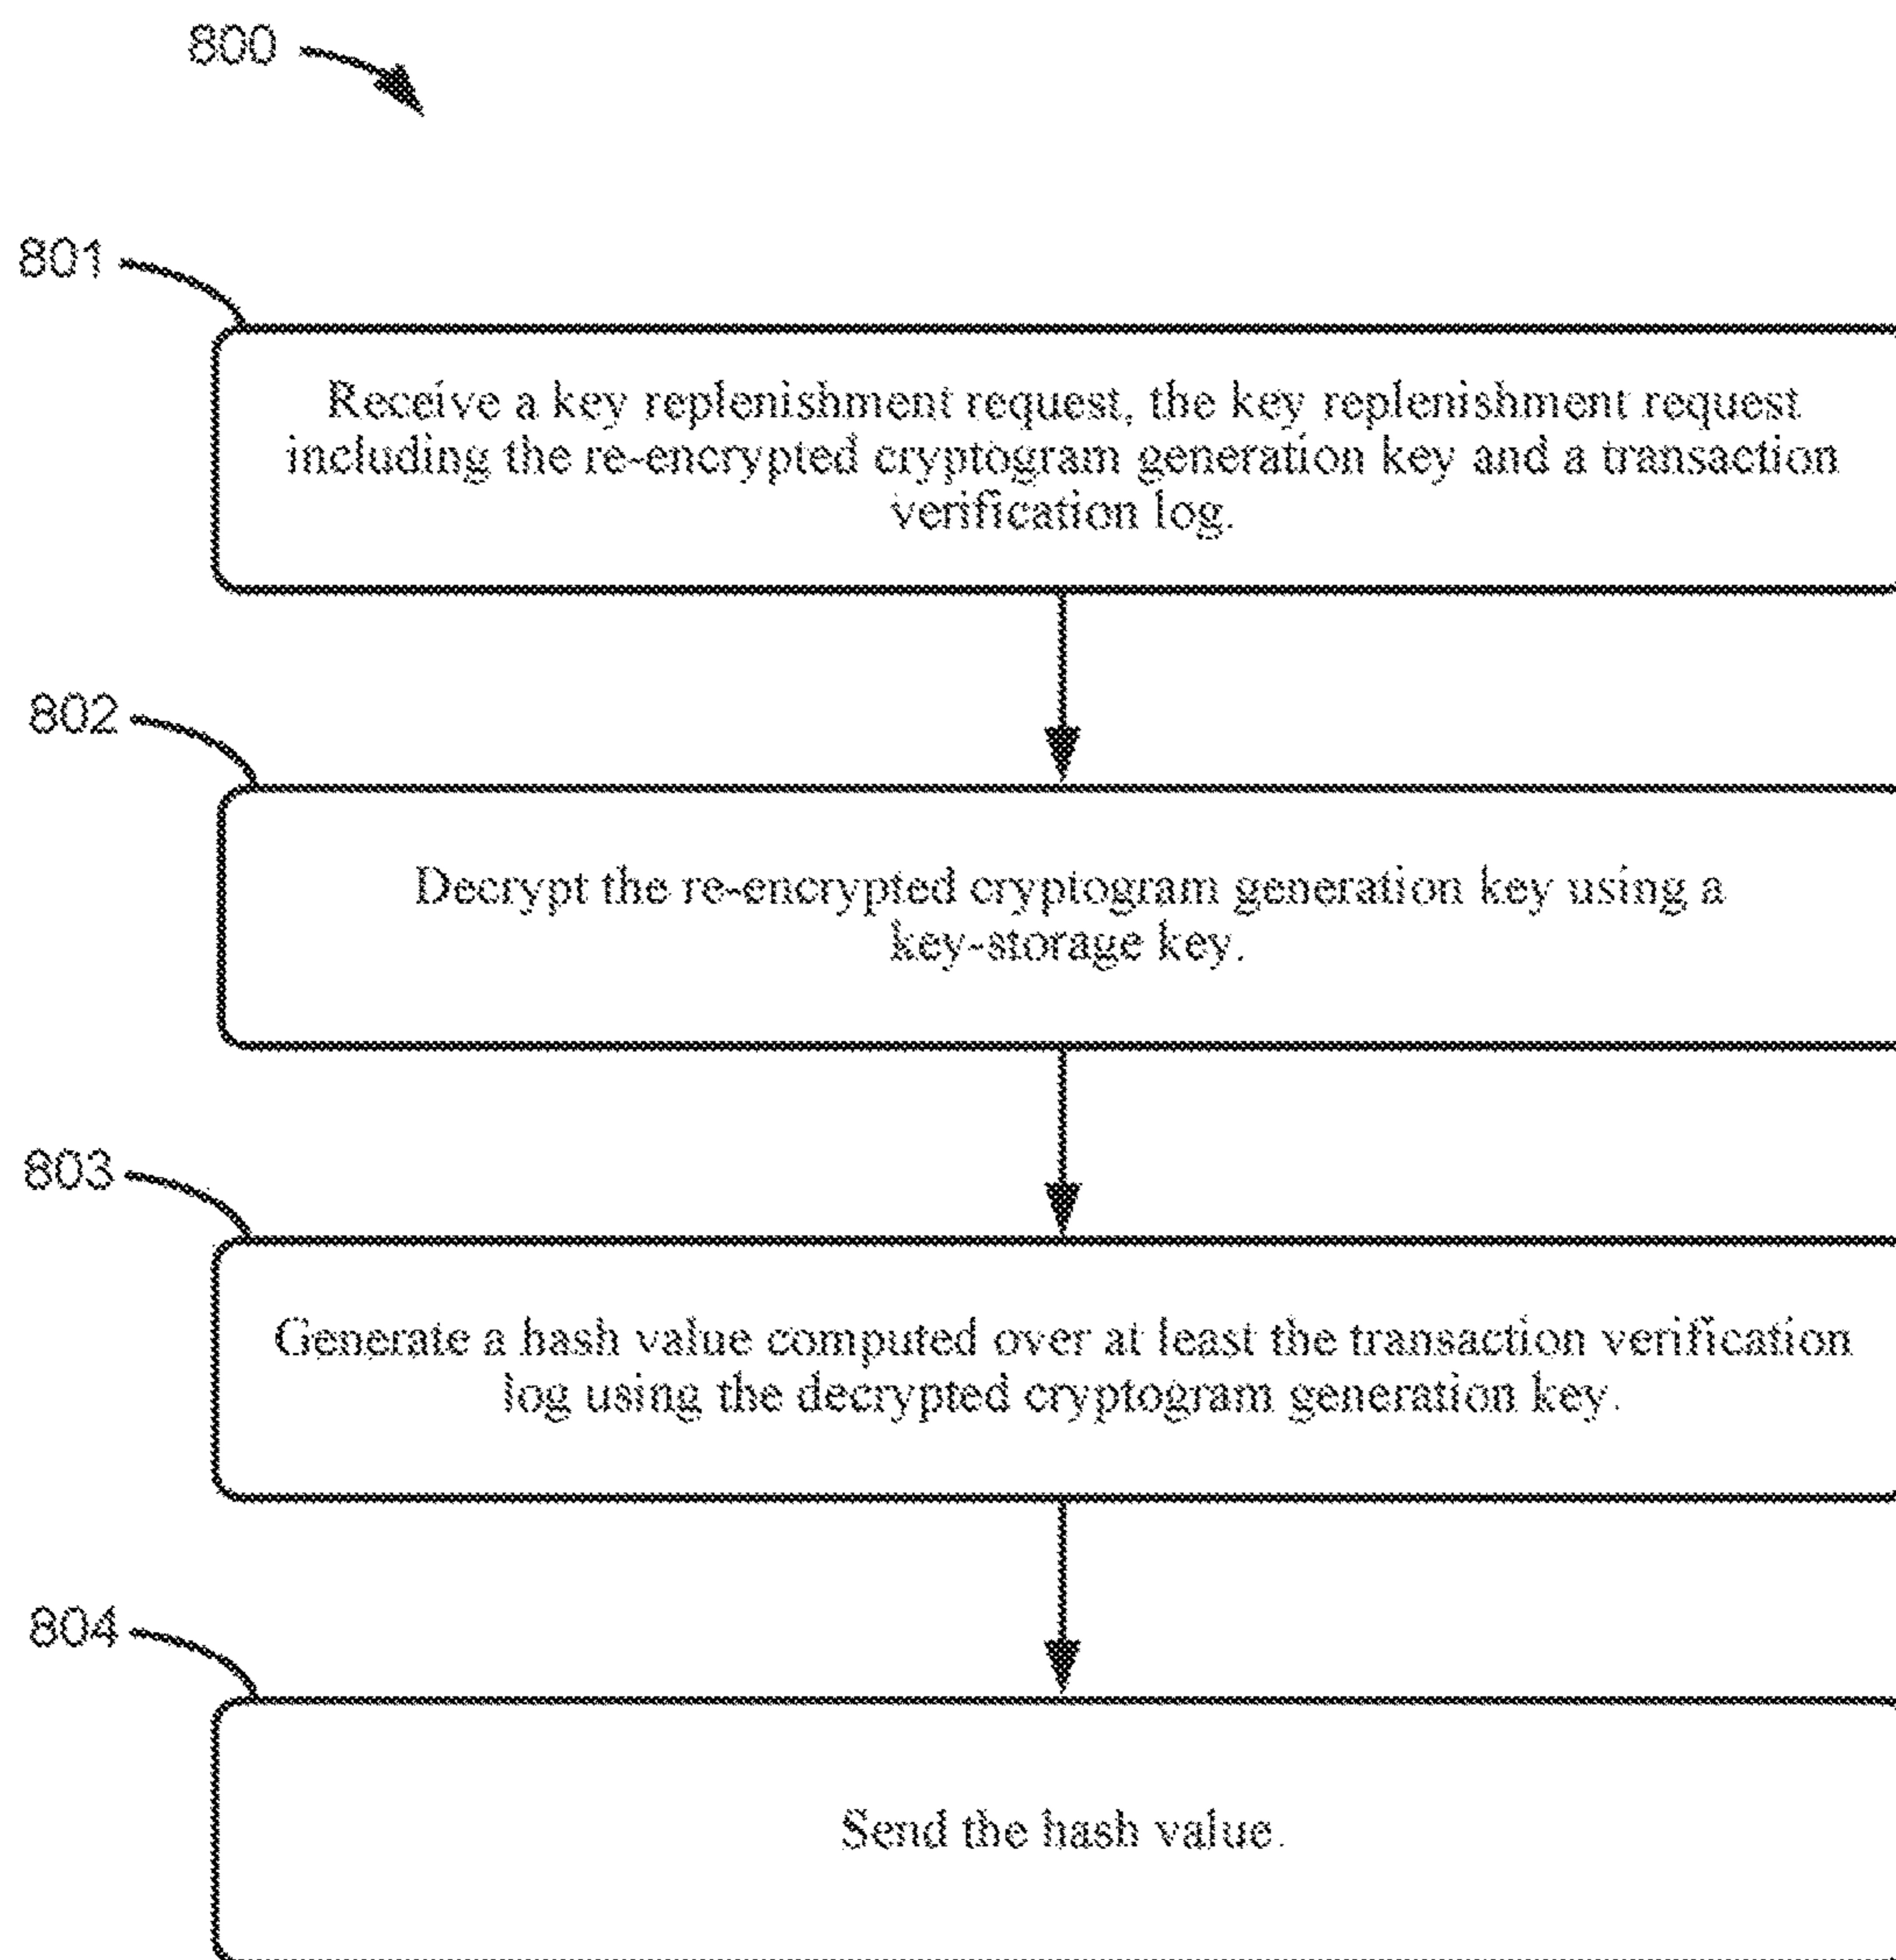 800
801
Receive a key replenishment request, the key replenishment request
including the re-encrypted cryptogram generation key and a transaction
verification log.
802
Decrypt the re-encrypted cryptogram generation key using a
key-storage key.
803
Generate a hash value computed over at least the transaction verification
log using the decrypted cryptogram generation key.
804
Send the hash value.